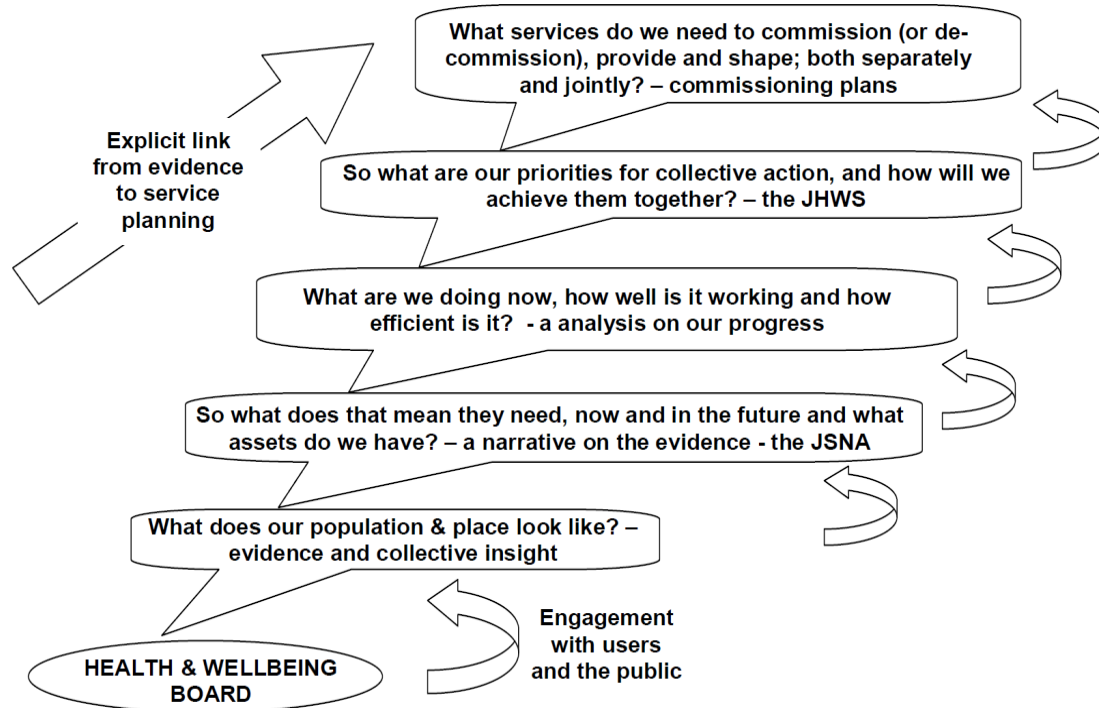 What services do we need to commission (or de-
commission), provide and shape; both separately
and jointly? – commissioning plans
Explicit link
from evidence
to service
planning
So what are our priorities for collective action, and how will we
achieve them together? – the JHWS
What are we doing now, how well is it working and how
efficient is it?  - a analysis on our progress
So what does that mean they need, now and in the future and what
assets do we have? – a narrative on the evidence - the JSNA
What does our population & place look like? –
evidence and collective insight
Engagement
with users
and the public
HEALTH & WELLBEING
BOARD